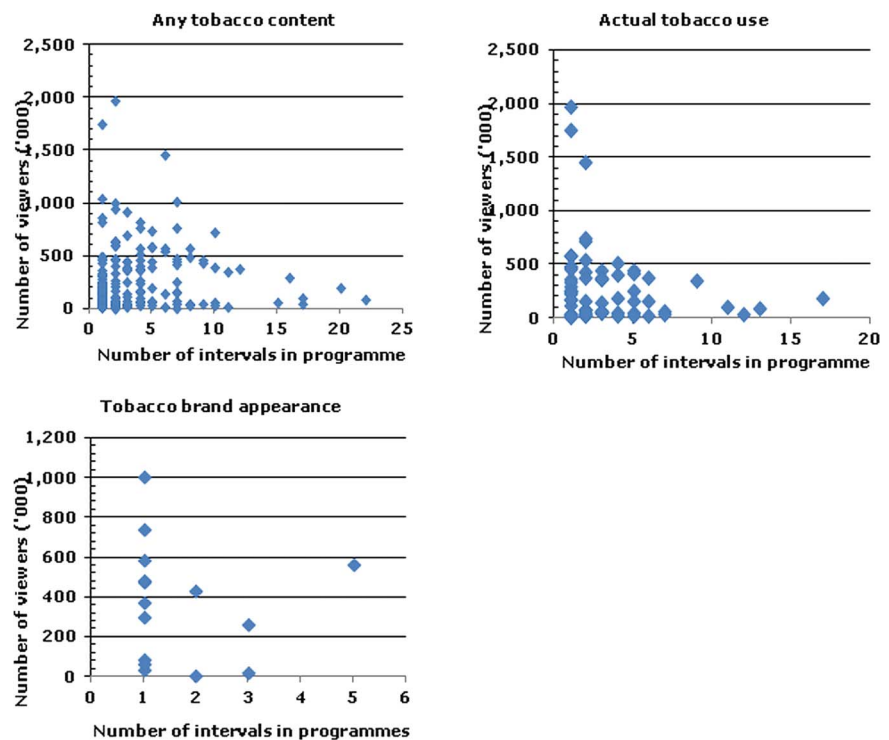 Any tobacco content
2,500
2,000
1,500
1,000
500
0
Number of viewers ('000)
0 5 10 15 20 25
Number of intervals in programme
Actual tobacco use
2,500
2,000
1,500
1,000
500
0
Number of viewers ('000)
0 5 10 15 20
Number of intervals in programme
Tobacco brand appearance
1,200
1,000
800
600
400
200
0
Number of viewers ('000)
0 1 2 3 4 5 6
Number of intervals in programmes